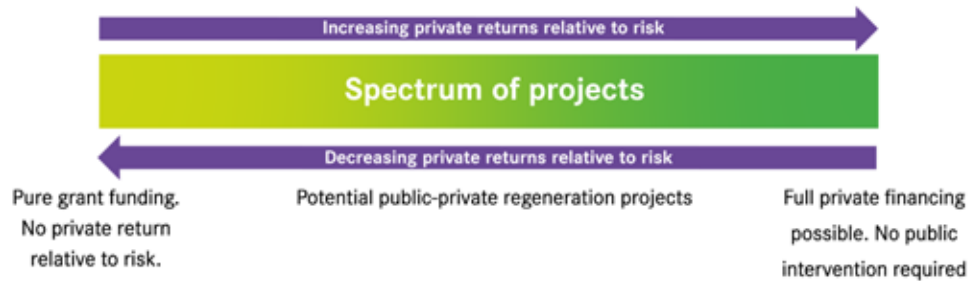 Increasing private returns relative to risk
Spectrum of projects
Decreasing private returns relative to risk
Pure grant funding.
No private return
relative to risk.
Potential public-private regeneration projects
Full private financing
possible. No public
intervention required